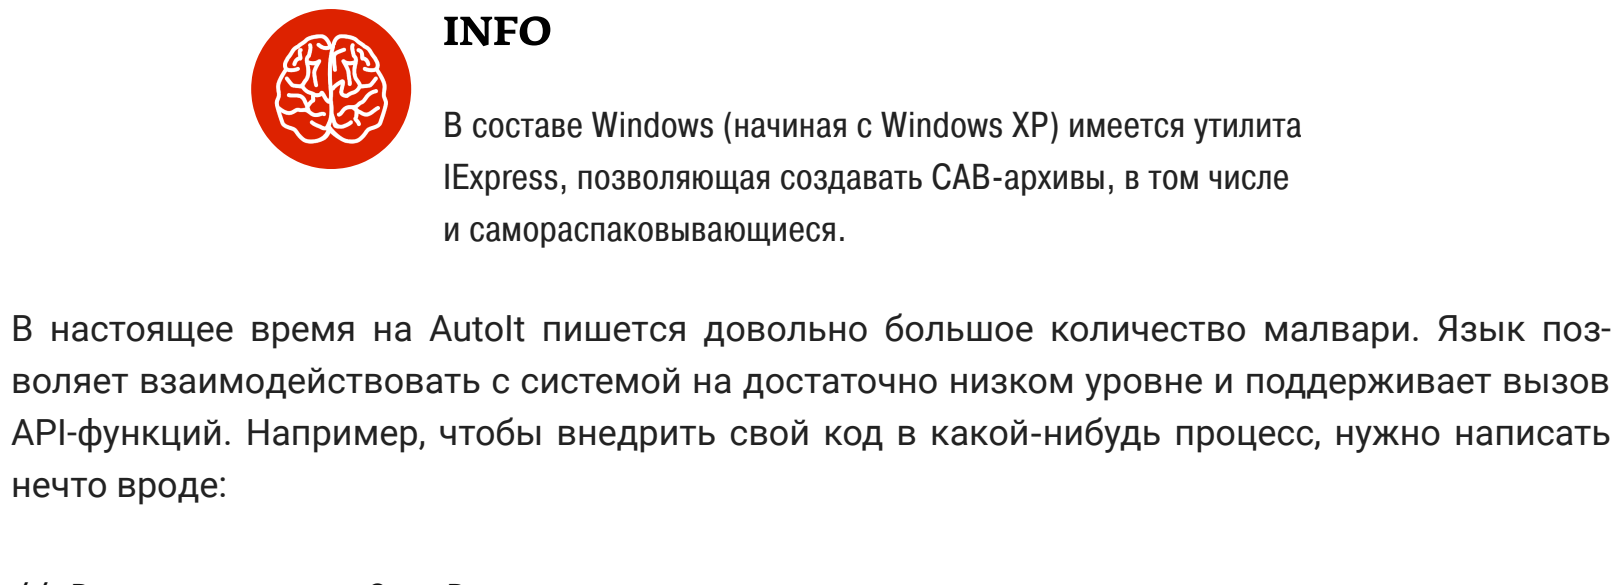 INFO
В составе Windows (начиная с Windows XP) имеется утилита
IExpress, позволяющая создавать CAB-архивы, в том числе
и самораспаковывающиеся.
В настоящее время на AutoIt пишется довольно большое количество малвари. Язык поз-
воляет взаимодействовать с системой на достаточно низком уровне и поддерживает вызов
API-функций. Например, чтобы внедрить свой код в какой-нибудь процесс, нужно написать
нечто вроде: